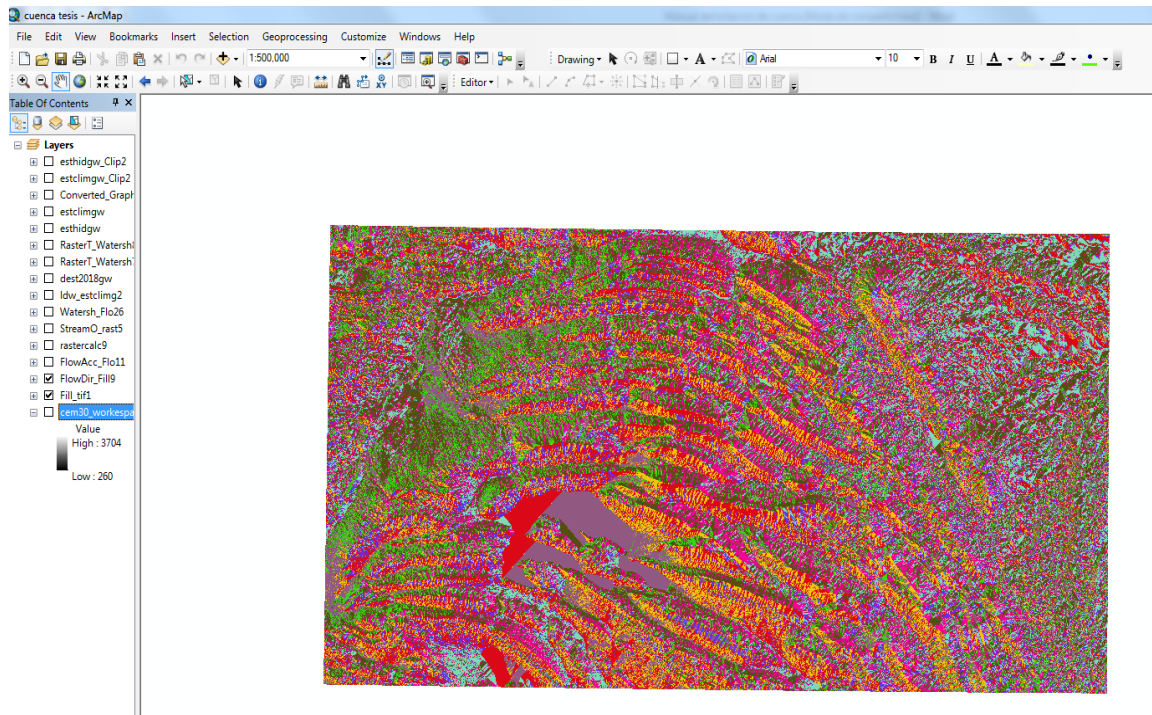 cuenca tesis - ArcMap
File Edit View Bookmarks Insert Selection Geoprocessing Customize Windows Help
1:500,000 Drawing Arial 10 B I U A
Editor
Table Of Contents
Layers
esthidgw_Clip2
estclimgw_Clip2
Converted_Graph
estclimgw
esthidgw
RasterT_Watersh
RasterT_Watersh
dest2018gw
ldw_estclimg2
Watersh_Flo26
StreamO_rast5
rastercalc9
FlowAcc_Flo11
FlowDir_Fill9
Fill_tif1
cem30_workespa
Value
High : 3704
Low : 260